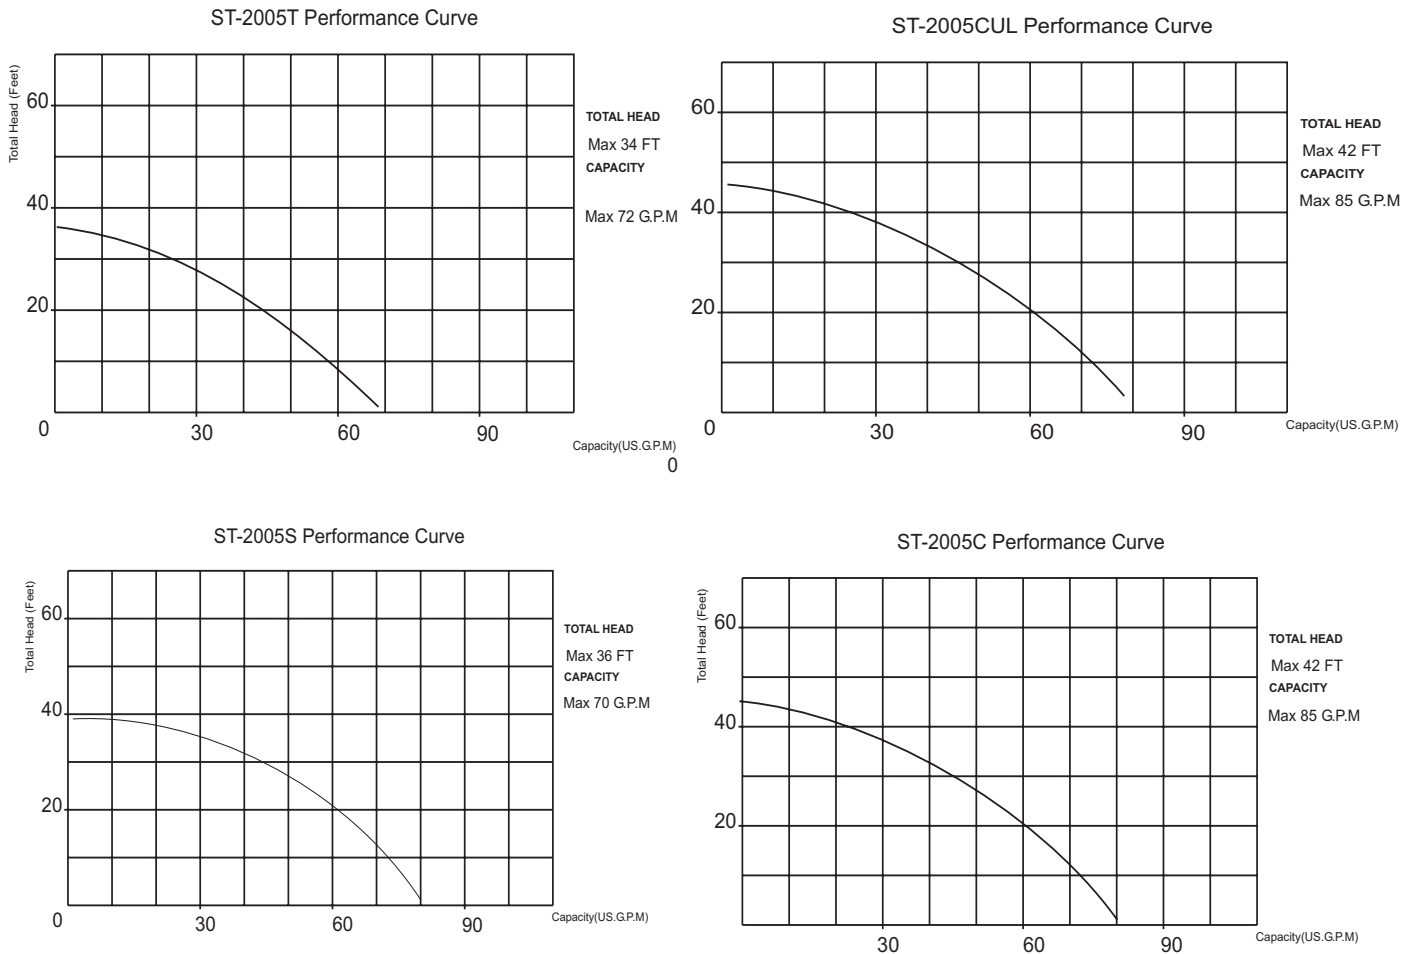 ST-2005T Performance Curve
Total Head (Feet)
60
40
20
0
30
60
90
Capacity(US.G.P.M)
0
TOTAL HEAD
Max 34 FT
CAPACITY
Max 72 G.P.M
ST-2005CUL Performance Curve
60
40
20
0
30
60
90
Capacity(US.G.P.M)
TOTAL HEAD
Max 42 FT
CAPACITY
Max 85 G.P.M
ST-2005S Performance Curve
Total Head (Feet)
60
40
20
0
30
60
90
Capacity(US.G.P.M)
TOTAL HEAD
Max 36 FT
CAPACITY
Max 70 G.P.M
ST-2005C Performance Curve
Total Head (Feet)
60
40
20
30
60
90
Capacity(US.G.P.M)
TOTAL HEAD
Max 42 FT
CAPACITY
Max 85 G.P.M